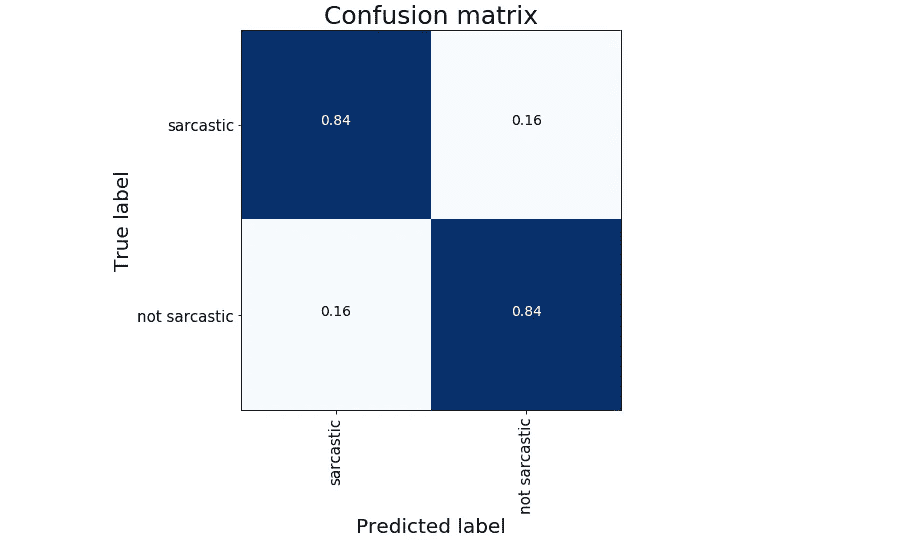 Confusion matrix
True label
sarcastic
0.84
0.16
not sarcastic
0.16
0.84
sarcastic
not sarcastic
Predicted label